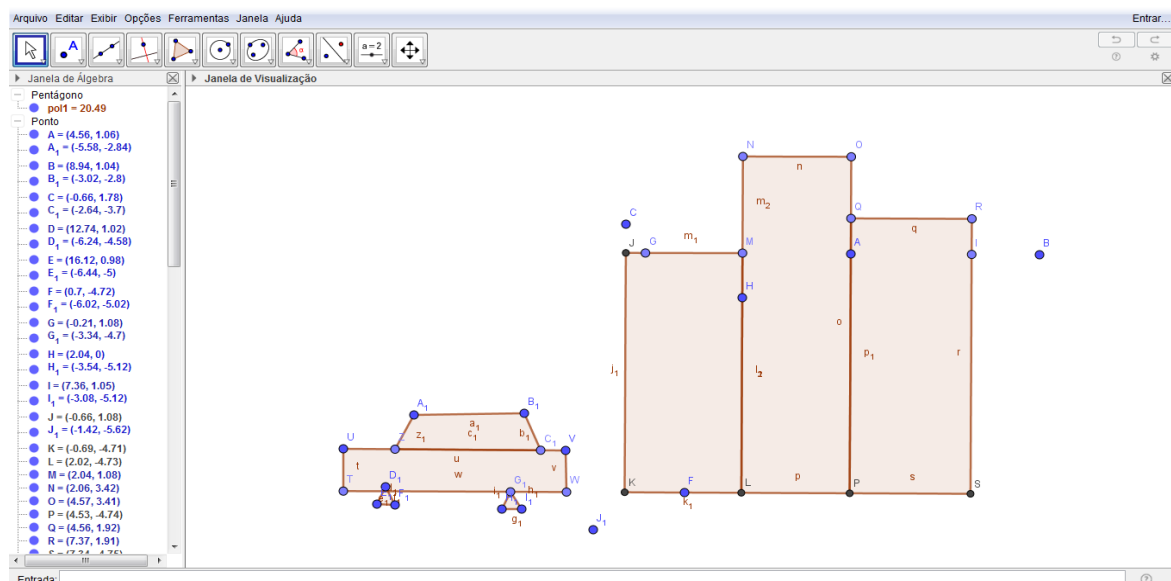 Arquivo Editar Exibir Opções Ferramentas Janela Ajuda
Entrar...
A
α
a=2
Janela de Álgebra
Janela de Visualização
Pentágono
pol1 = 20.49
Ponto
A = (4.56, 1.06)
A₁ = (-5.58, -2.84)
B = (8.94, 1.04)
B₁ = (-3.02, -2.8)
C = (-0.66, 1.78)
C₁ = (-2.64, -3.7)
D = (12.74, 1.02)
D₁ = (-6.24, -4.58)
E = (16.12, 0.98)
E₁ = (-6.44, -5)
F = (0.7, -4.72)
F₁ = (-6.02, -5.02)
G = (-0.21, 1.08)
G₁ = (-3.34, -4.7)
H = (2.04, 0)
H₁ = (-3.54, -5.12)
I = (7.36, 1.05)
I₁ = (-3.08, -5.12)
J = (-0.66, 1.08)
J₁ = (-1.42, -5.62)
K = (-0.69, -4.71)
L = (2.02, -4.73)
M = (2.04, 1.08)
N = (2.06, 3.42)
O = (4.57, 3.41)
P = (4.53, -4.74)
Q = (4.56, 1.92)
R = (7.37, 1.91)
S = (7.34, -4.75)
N
O
n
m₂
C
Q
R
q
J
G
m₁
M
A
I
B
H
o
j₁
l₂
p₁
r
A₁
B₁
a₁
z₁
c₁
b₁
U
Z
C₁
V
t
u
v
w
T
D₁
G₁
h₁
W
F₁
i₁
g₁
J₁
K
F
k₁
L
p
P
s
S
Entrada: